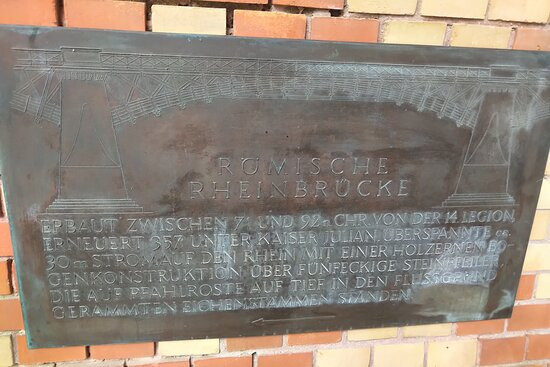 RÖMISCHE
RHEINBRÜCKE
ERBAUT ZWISCHEN 71 UND 92 n CHR VON DER 14 LEGION,
ERNEUERT 357 UNTER KAISER JULIAN, ÜBERSPANNTE ca.
30 m STROMAUF DEN RHEIN MIT EINER HÖLZERNEN BO-
GENKONSTRUKTION ÜBER FÜNFECKIGE STEINPFEILER
DIE AUF PFAHLROSTE AUF TIEF IN DEN FLUSSGRUND
GERAMMTEN EICHENSTÄMMEN STANDEN